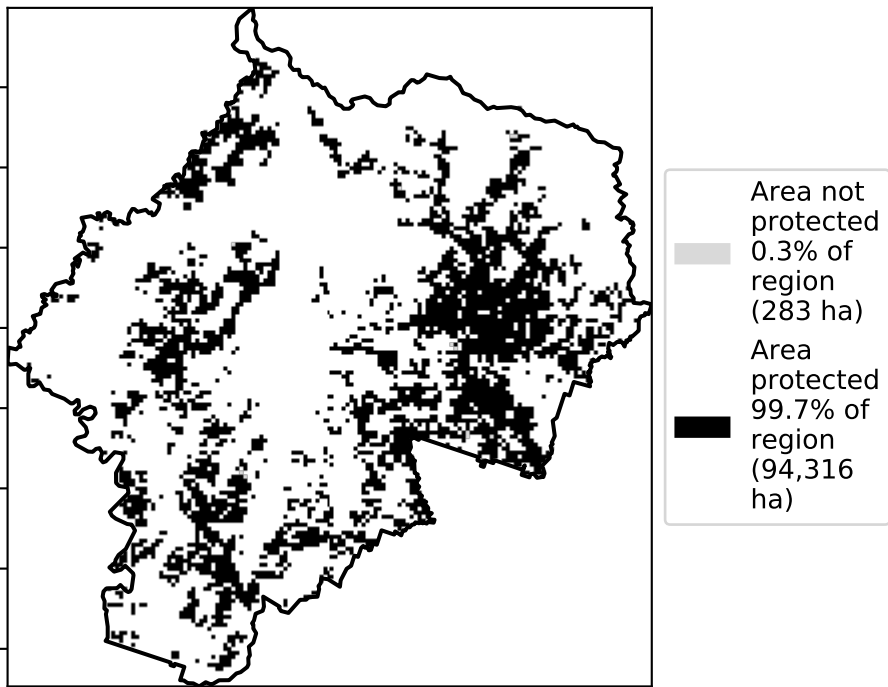 Area not
protected
0.3% of
region
(283 ha)
Area
protected
99.7% of
region
(94,316
ha)